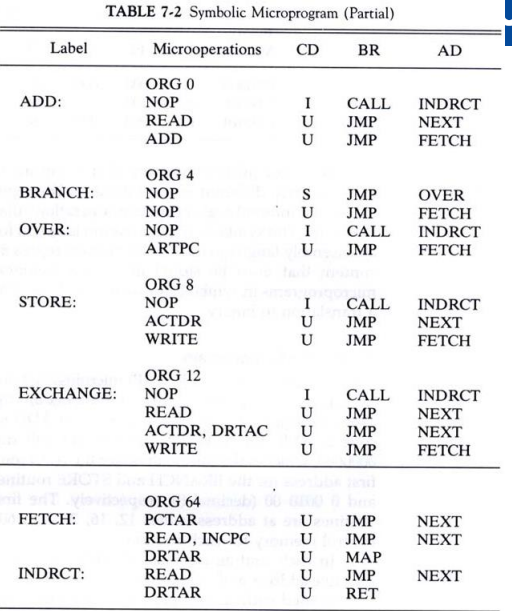 TABLE 7-2 Symbolic Microprogram (Partial)
Label Microoperations CD BR AD
ORG 0
ADD: NOP I CALL INDRCT
READ U JMP NEXT
ADD U JMP FETCH
ORG 4
BRANCH: NOP S JMP OVER
NOP U JMP FETCH
OVER: NOP I CALL INDRCT
ARTPC U JMP FETCH
ORG 8
STORE: NOP I CALL INDRCT
ACTDR U JMP NEXT
WRITE U JMP FETCH
ORG 12
EXCHANGE: NOP I CALL INDRCT
READ U JMP NEXT
ACTDR, DRTAC U JMP NEXT
WRITE U JMP FETCH
ORG 64
FETCH: PCTAR U JMP NEXT
READ, INCPC U JMP NEXT
DRTAR U MAP
INDRCT: READ U JMP NEXT
DRTAR U RET